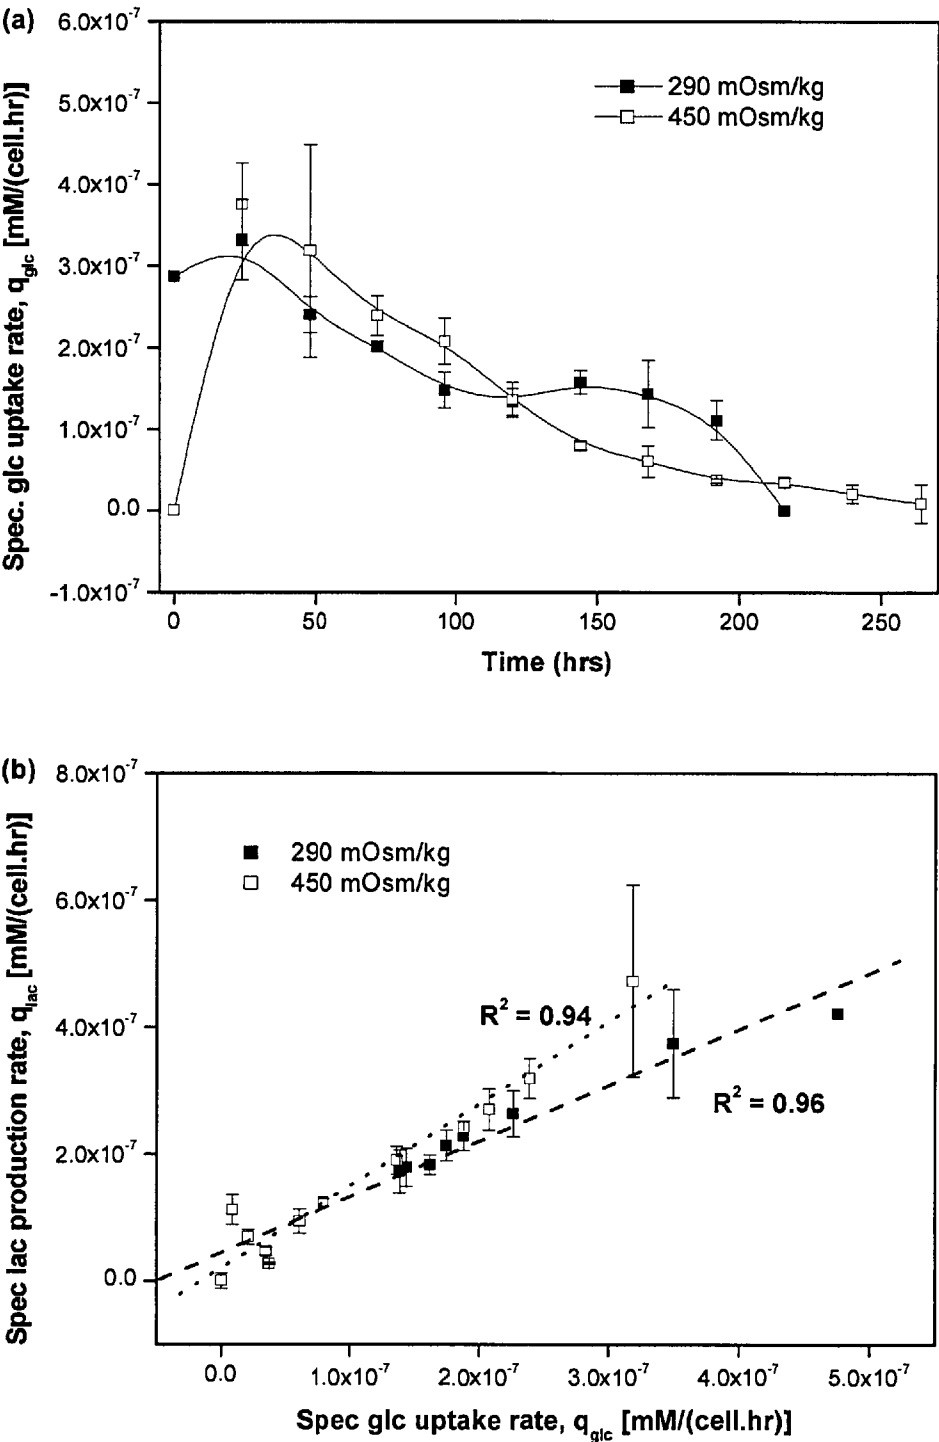 (a)
6.0x10⁻⁷
5.0x10⁻⁷
4.0x10⁻⁷
3.0x10⁻⁷
2.0x10⁻⁷
1.0x10⁻⁷
0.0
-1.0x10⁻⁷
Spec. glc uptake rate, q_glc [mM/(cell.hr)]
290 mOsm/kg
450 mOsm/kg
0 50 100 150 200 250
Time (hrs)
(b)
8.0x10⁻⁷
6.0x10⁻⁷
4.0x10⁻⁷
2.0x10⁻⁷
0.0
Spec lac production rate, q_lac [mM/(cell.hr)]
290 mOsm/kg
450 mOsm/kg
R² = 0.94
R² = 0.96
0.0 1.0x10⁻⁷ 2.0x10⁻⁷ 3.0x10⁻⁷ 4.0x10⁻⁷ 5.0x10⁻⁷
Spec glc uptake rate, q_glc [mM/(cell.hr)]